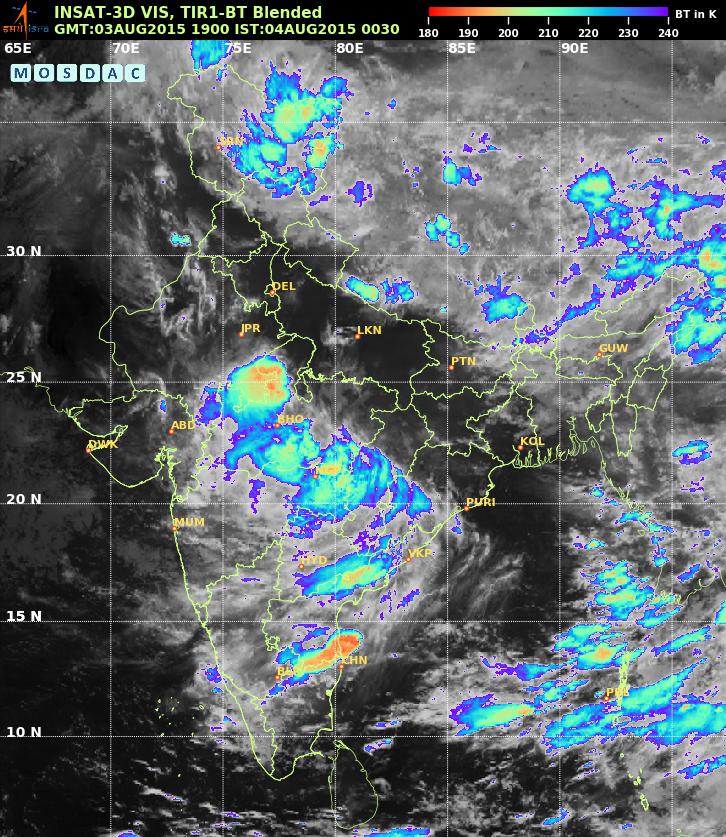 INSAT-3D VIS, TIR1-BT Blended
GMT:03AUG2015 1900 IST:04AUG2015 0030
BT in K
180 190 200 210 220 230 240
65E 70E 75E 80E 85E 90E
MOSDAC
30 N
DEL
JPR
LKN
GUW
PTN
25 N
BHO
ABD
DWK
KOL
20 N
PURI
MUM
VKP
HYD
15 N
CHN
10 N